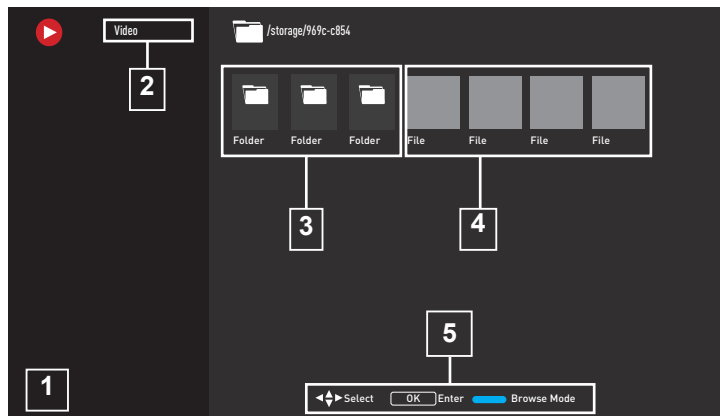 Video
/storage/969c-c854
2
Folder Folder Folder File File File File
3 4
5
1
Select OK Enter Browse Mode